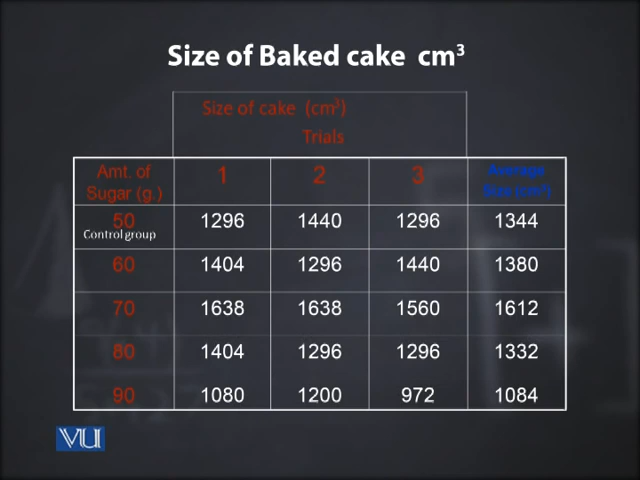 Size of Baked cake cm³
Size of cake (cm³)
Trials
Amt. of Sugar (g.) 1 2 3 Average Size (cm³)
50 Control group 1296 1440 1296 1344
60 1404 1296 1440 1380
70 1638 1638 1560 1612
80 1404 1296 1296 1332
90 1080 1200 972 1084
VU